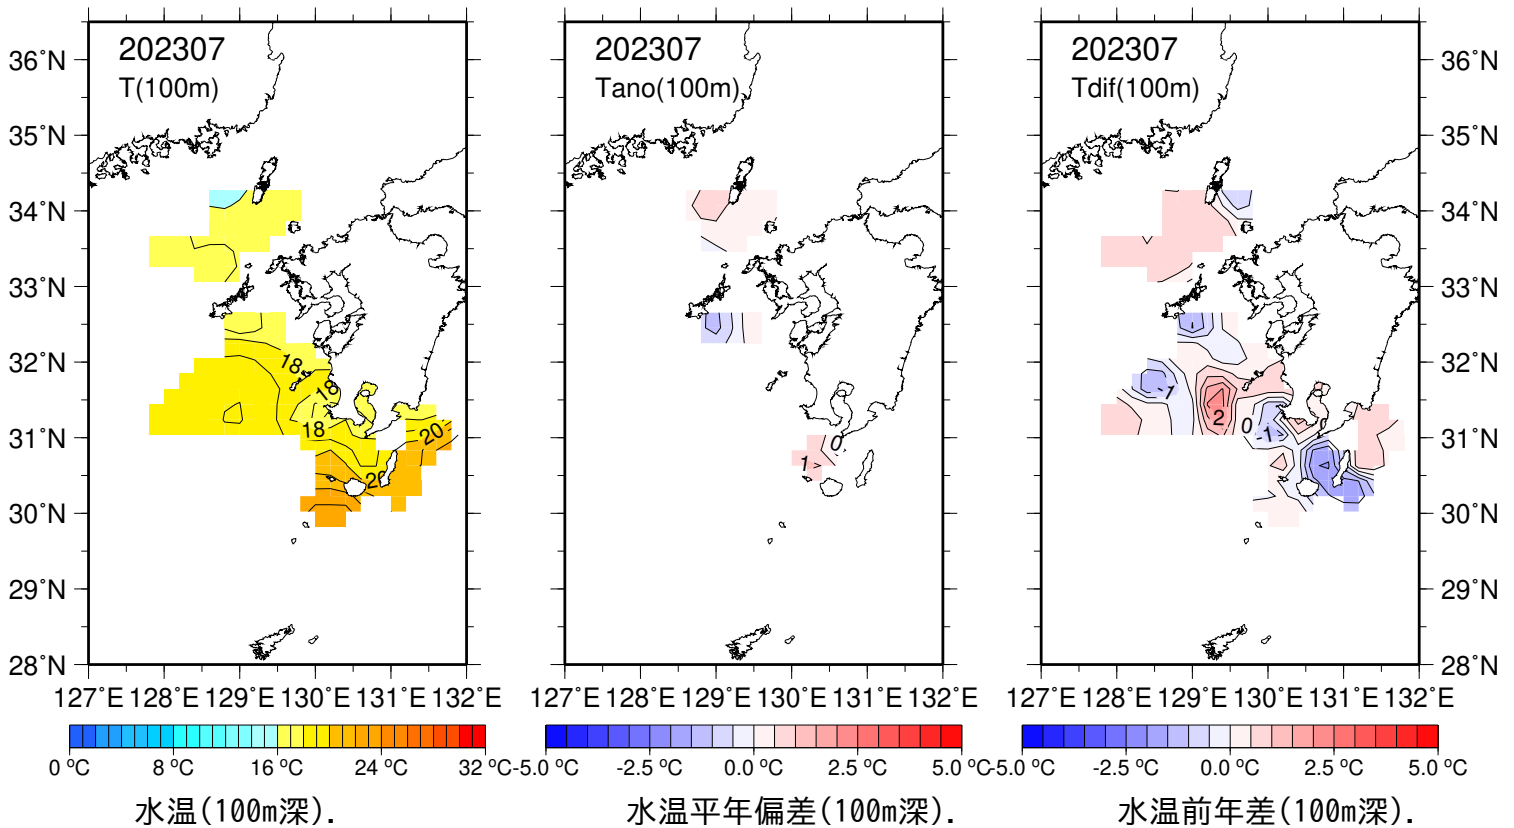 202307
T(100m)
202307
Tano(100m)
202307
Tdif(100m)
36˚N
35˚N
34˚N
33˚N
32˚N
31˚N
30˚N
29˚N
28˚N
18
18
18
20
20
0
1
-1
2
0
-1
36˚N
35˚N
34˚N
33˚N
32˚N
31˚N
30˚N
29˚N
28˚N
127˚E 128˚E 129˚E 130˚E 131˚E 132˚E
127˚E 128˚E 129˚E 130˚E 131˚E 132˚E
127˚E 128˚E 129˚E 130˚E 131˚E 132˚E
0 ℃ 8 ℃ 16 ℃ 24 ℃ 32 ℃
-5.0 ℃ -2.5 ℃ 0.0 ℃ 2.5 ℃ 5.0 ℃
-5.0 ℃ -2.5 ℃ 0.0 ℃ 2.5 ℃ 5.0 ℃
水温(100m深).
水温平年偏差(100m深).
水温前年差(100m深).